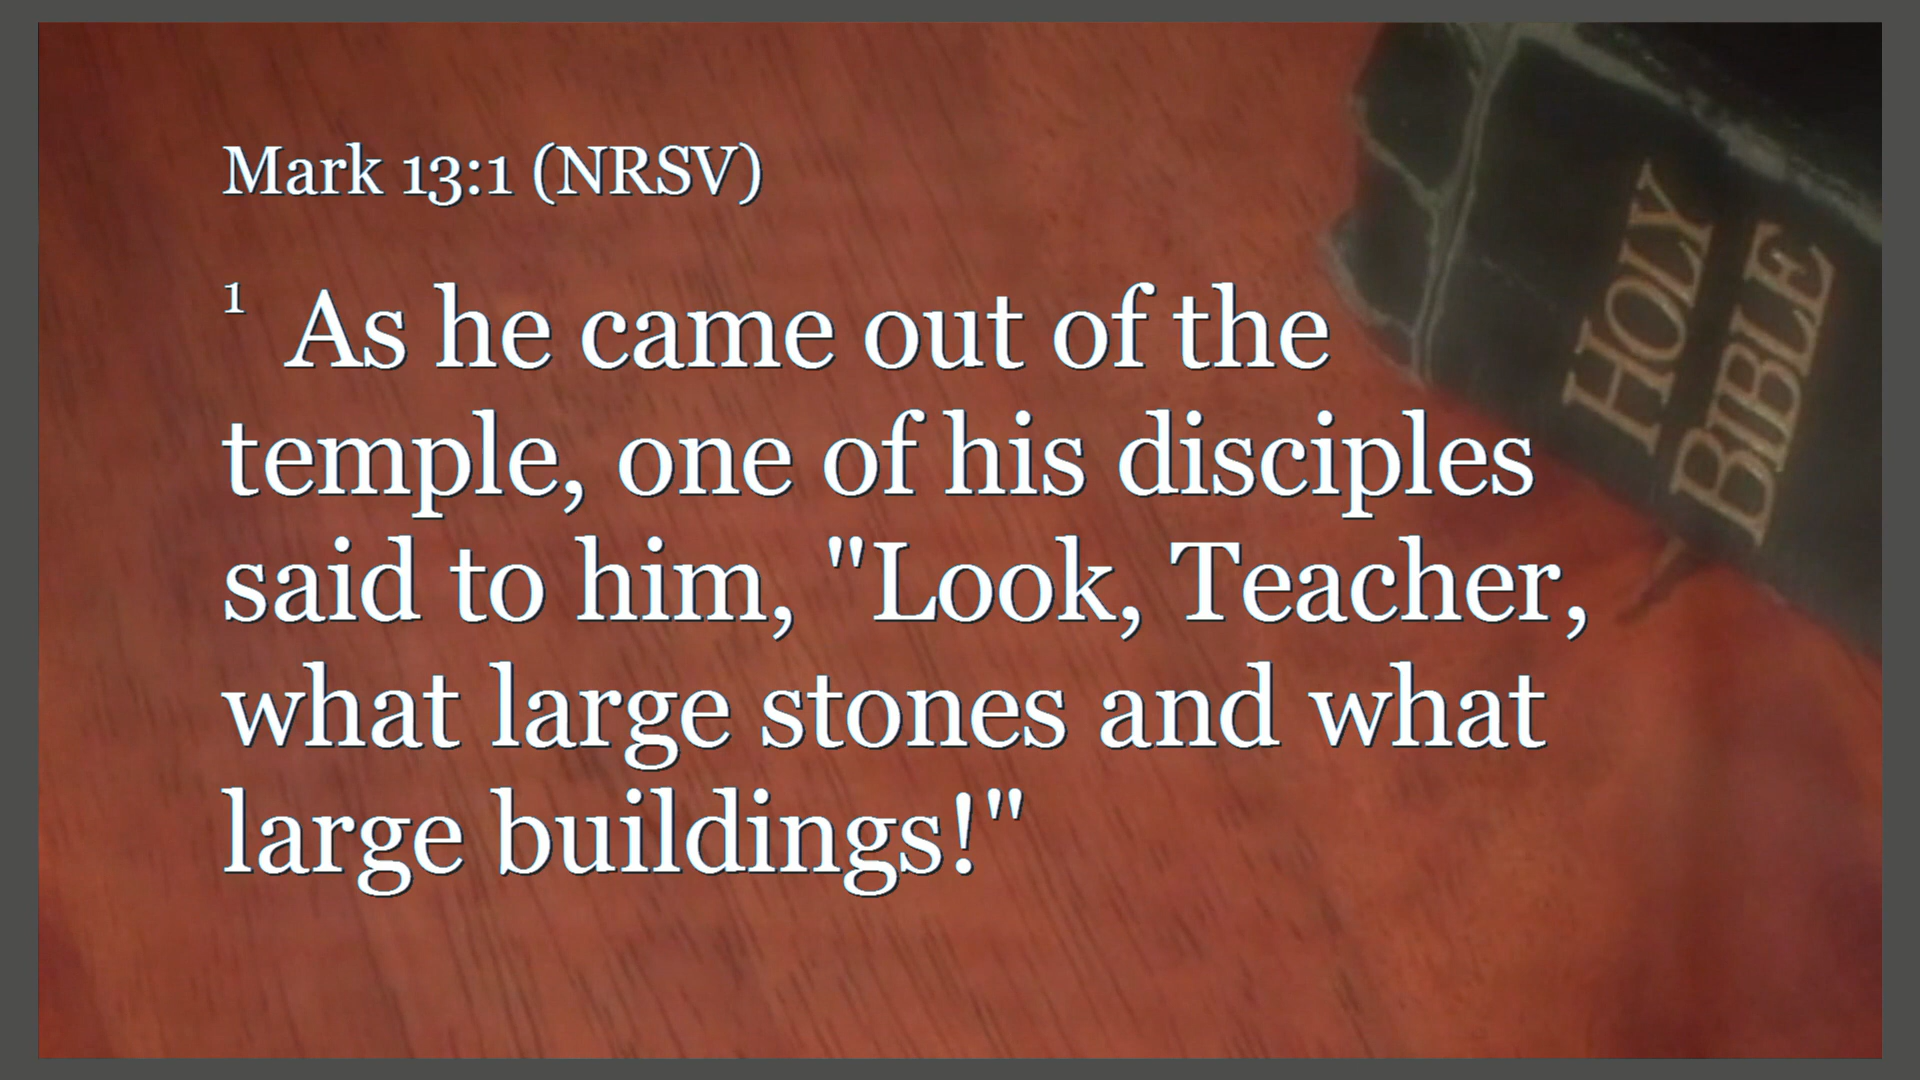 Mark 13:1 (NRSV)
1 As he came out of the
temple, one of his disciples
said to him, "Look, Teacher,
what large stones and what
large buildings!"
HOLY
BIBLE